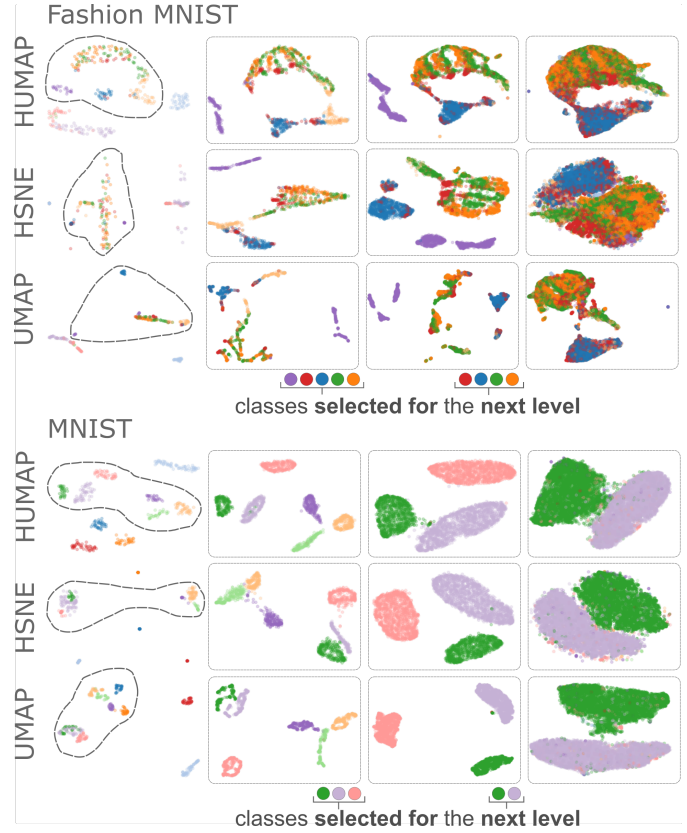 Fashion MNIST
HUMAP
HSNE
UMAP
classes selected for the next level
MNIST
HUMAP
HSNE
UMAP
classes selected for the next level